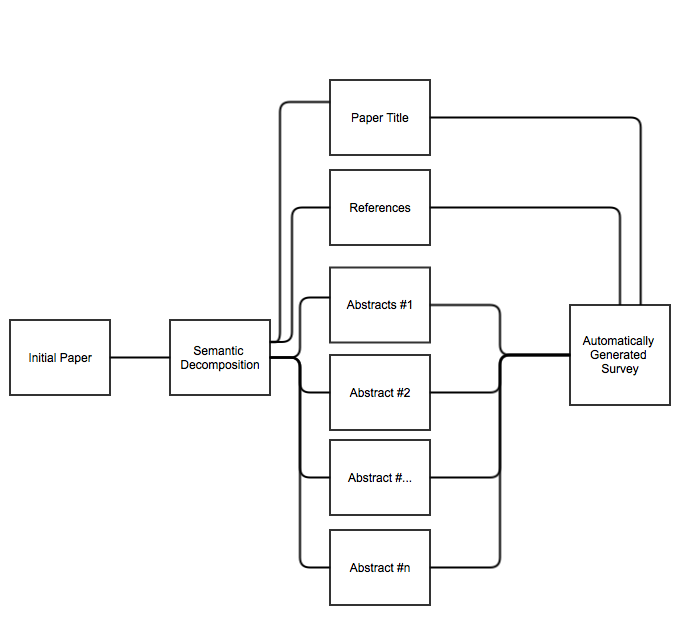 Paper Title
References
Abstracts #1
Initial Paper
Semantic
Decomposition
Automatically
Generated
Survey
Abstract #2
Abstract #...
Abstract #n